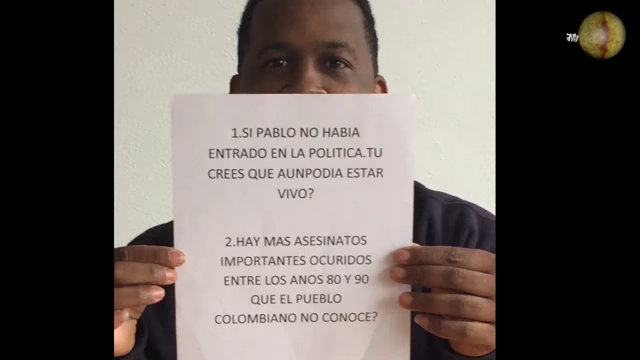 1.SI PABLO NO HABIA
ENTRADO EN LA POLITICA.TU
CREES QUE AUNPODIA ESTAR
VIVO?
2.HAY MAS ASESINATOS
IMPORTANTES OCURIDOS
ENTRE LOS ANOS 80 Y 90
QUE EL PUEBLO
COLOMBIANO NO CONOCE?